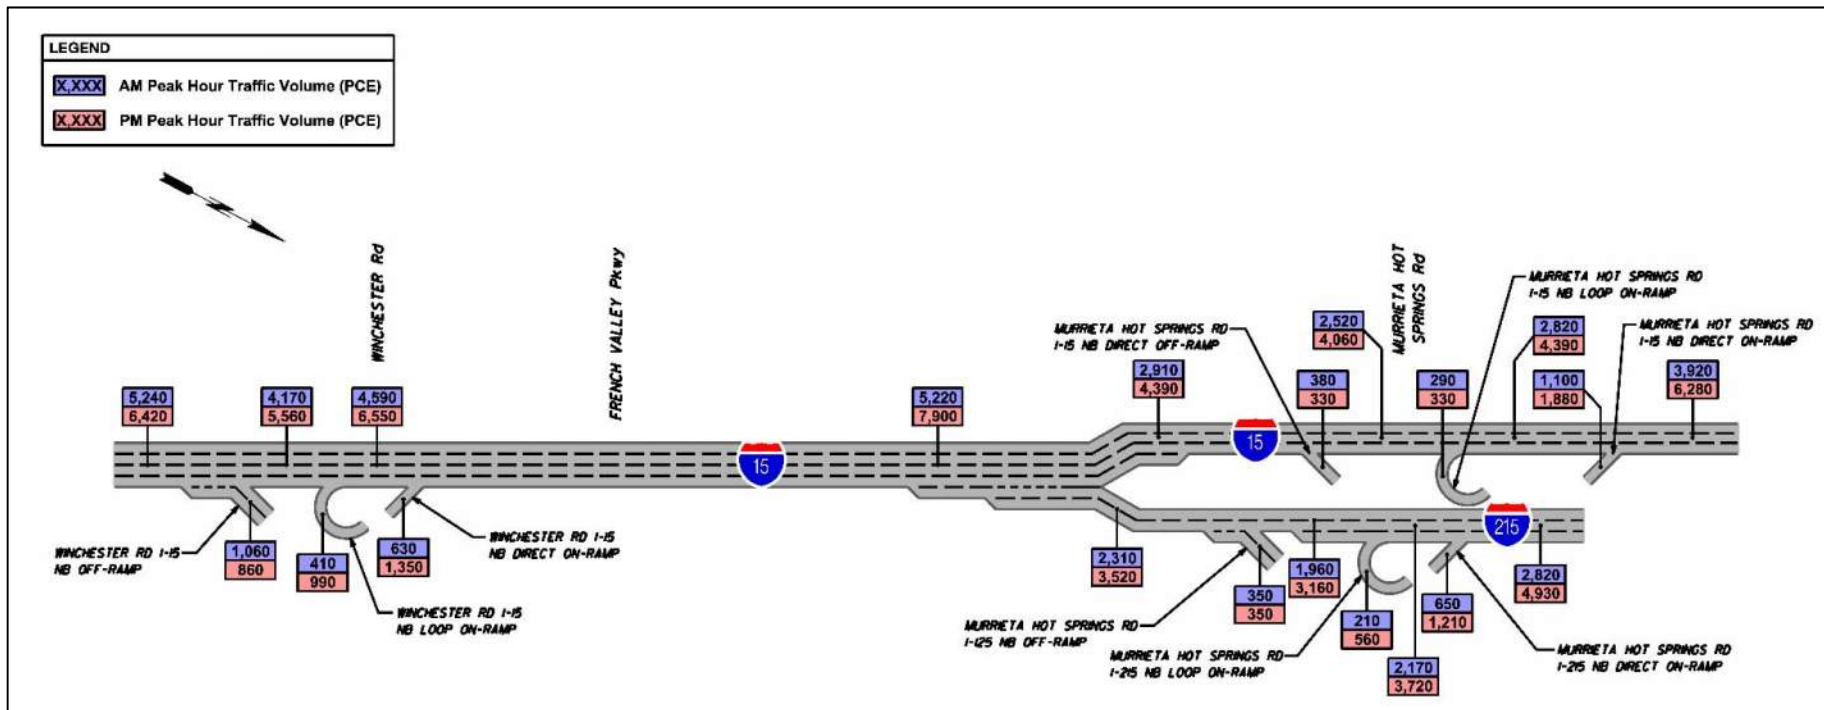 LEGEND
X,XXX AM Peak Hour Traffic Volume (PCE)
X,XXX PM Peak Hour Traffic Volume (PCE)
WINCHESTER Rd
FRENCH VALLEY Pkwy
MURRIETA HOT
SPRINGS Rd
MURRIETA HOT SPRINGS RD
I-15 NB LOOP ON-RAMP
MURRIETA HOT SPRINGS RD
I-15 NB DIRECT OFF-RAMP
MURRIETA HOT SPRINGS RD
I-15 NB DIRECT ON-RAMP
5,240
6,420
4,170
5,560
4,590
6,550
5,220
7,900
2,910
4,390
2,520
4,060
380
330
290
330
2,820
4,390
1,100
1,880
3,920
6,280
15
15
215
WINCHESTER RD I-15
NB OFF-RAMP
1,060
860
410
990
630
1,350
WINCHESTER RD I-15
NB DIRECT ON-RAMP
WINCHESTER RD I-15
NB LOOP ON-RAMP
2,310
3,520
MURRIETA HOT SPRINGS RD
I-125 NB OFF-RAMP
350
350
1,960
3,160
MURRIETA HOT SPRINGS RD
I-215 NB LOOP ON-RAMP
210
560
2,170
3,720
650
1,210
2,820
4,930
MURRIETA HOT SPRINGS RD
I-215 NB DIRECT ON-RAMP